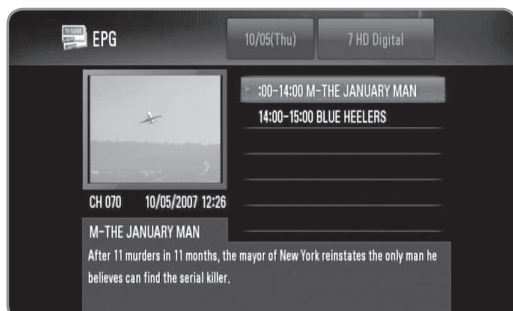 EPG
10/05(Thu)
7 HD Digital
:00-14:00 M-THE JANUARY MAN
14:00-15:00 BLUE HEELERS
CH 070 10/05/2007 12:26
M-THE JANUARY MAN
After 11 murders in 11 months, the mayor of New York reinstates the only man he
believes can find the serial killer.